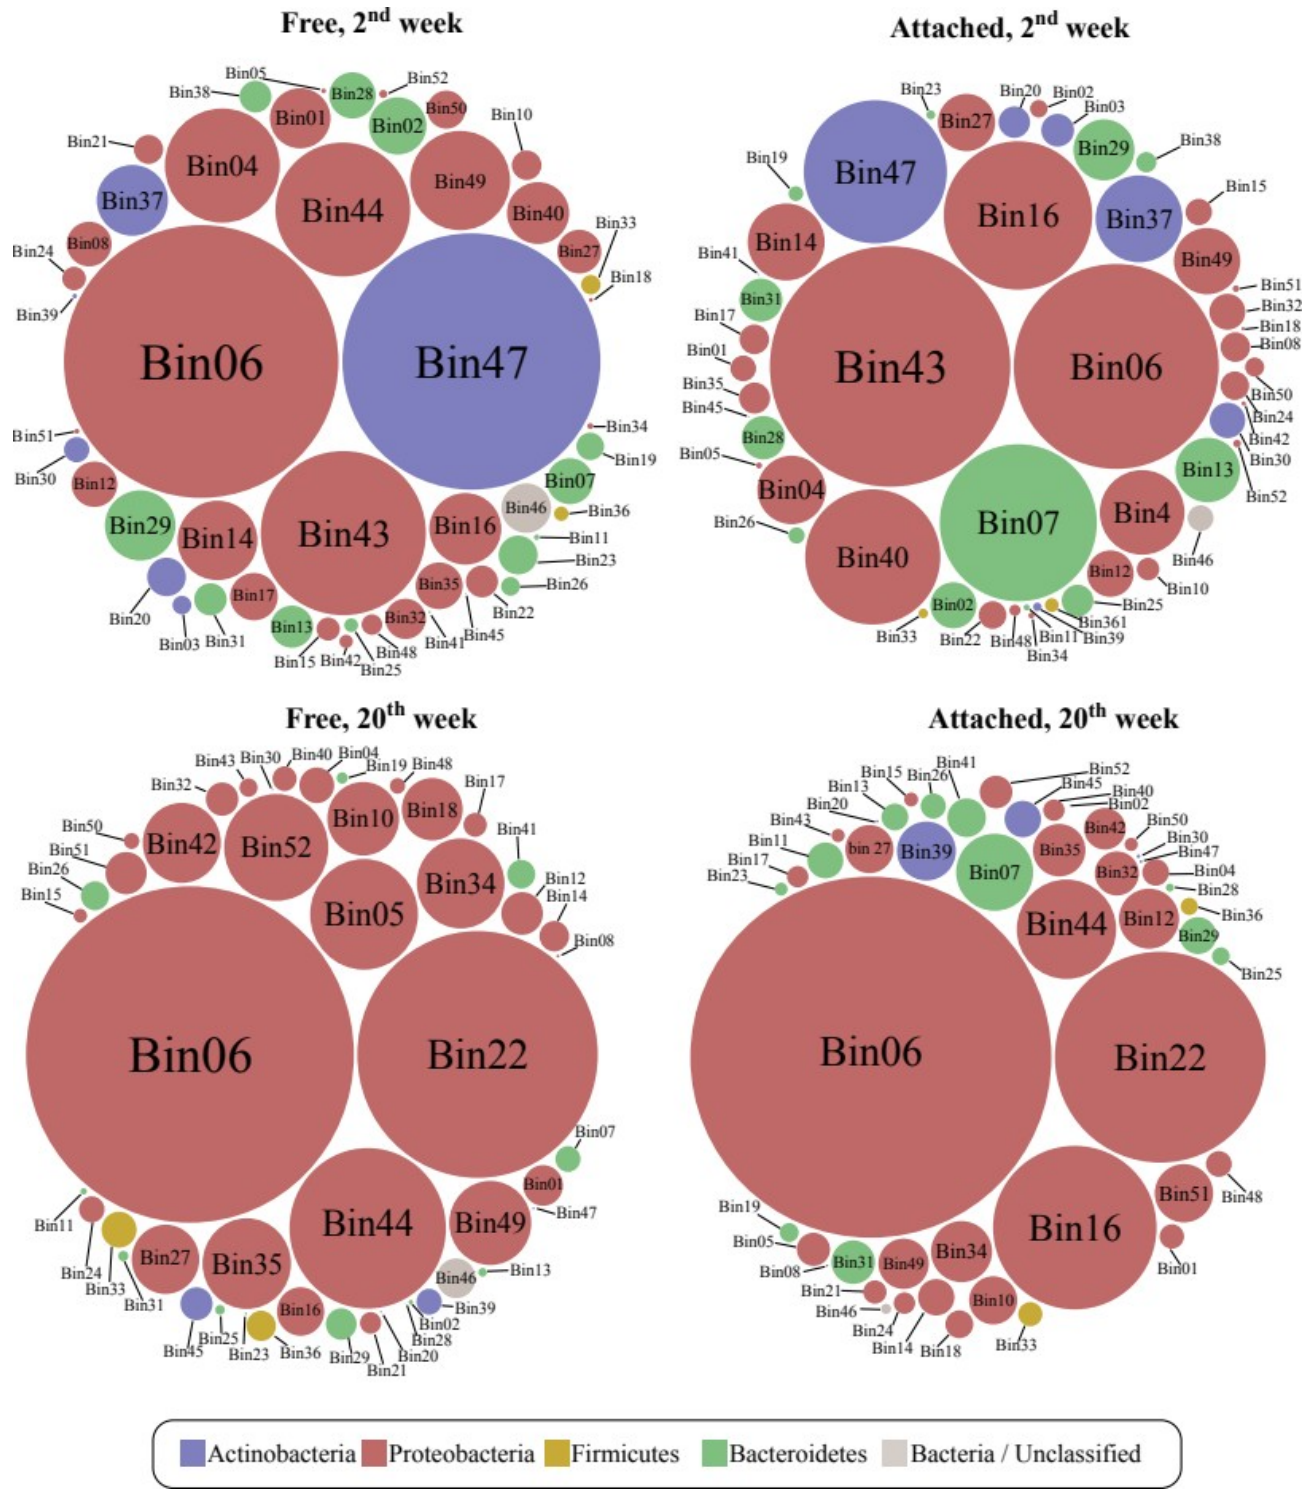 Free, 2nd week
Attached, 2nd week
Bin05
Bin28
Bin52
Bin38
Bin01
Bin02
Bin50
Bin10
Bin21
Bin04
Bin44
Bin49
Bin37
Bin40
Bin33
Bin08
Bin27
Bin24
Bin18
Bin39
Bin06
Bin47
Bin51
Bin34
Bin30
Bin19
Bin12
Bin07
Bin29
Bin14
Bin43
Bin16
Bin46
Bin36
Bin11
Bin23
Bin26
Bin20
Bin17
Bin35
Bin22
Bin03
Bin31
Bin13
Bin32
Bin45
Bin41
Bin15
Bin42
Bin48
Bin25
Bin23
Bin20
Bin02
Bin03
Bin27
Bin29
Bin38
Bin19
Bin47
Bin16
Bin37
Bin15
Bin14
Bin49
Bin41
Bin31
Bin51
Bin32
Bin17
Bin18
Bin08
Bin01
Bin43
Bin06
Bin35
Bin50
Bin45
Bin24
Bin42
Bin28
Bin30
Bin05
Bin13
Bin52
Bin04
Bin07
Bin4
Bin26
Bin40
Bin46
Bin12
Bin10
Bin02
Bin25
Bin33
Bin22
Bin48
Bin361
Bin11
Bin39
Bin34
Free, 20th week
Attached, 20th week
Bin43
Bin30
Bin40
Bin04
Bin19
Bin48
Bin32
Bin17
Bin10
Bin18
Bin50
Bin42
Bin52
Bin41
Bin51
Bin26
Bin34
Bin12
Bin15
Bin05
Bin14
Bin08
Bin06
Bin22
Bin07
Bin01
Bin11
Bin44
Bin49
Bin47
Bin24
Bin27
Bin35
Bin46
Bin13
Bin33
Bin31
Bin39
Bin45
Bin25
Bin16
Bin02
Bin28
Bin23
Bin36
Bin29
Bin20
Bin21
Bin15
Bin26
Bin41
Bin52
Bin13
Bin45
Bin20
Bin40
Bin02
Bin43
Bin42
Bin50
Bin11
bin 27
Bin39
Bin35
Bin30
Bin17
Bin47
Bin23
Bin07
Bin32
Bin04
Bin28
Bin44
Bin12
Bin36
Bin29
Bin25
Bin06
Bin22
Bin51
Bin48
Bin19
Bin16
Bin05
Bin34
Bin01
Bin08
Bin31
Bin49
Bin21
Bin46
Bin10
Bin24
Bin14
Bin18
Bin33
Actinobacteria Proteobacteria Firmicutes Bacteroidetes Bacteria / Unclassified